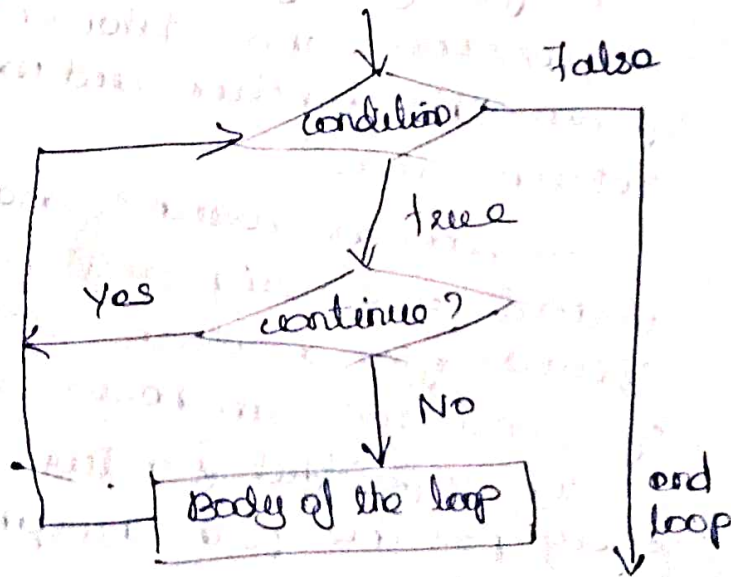 False
condition
true
Yes
continue?
No
Body of the loop
end
loop